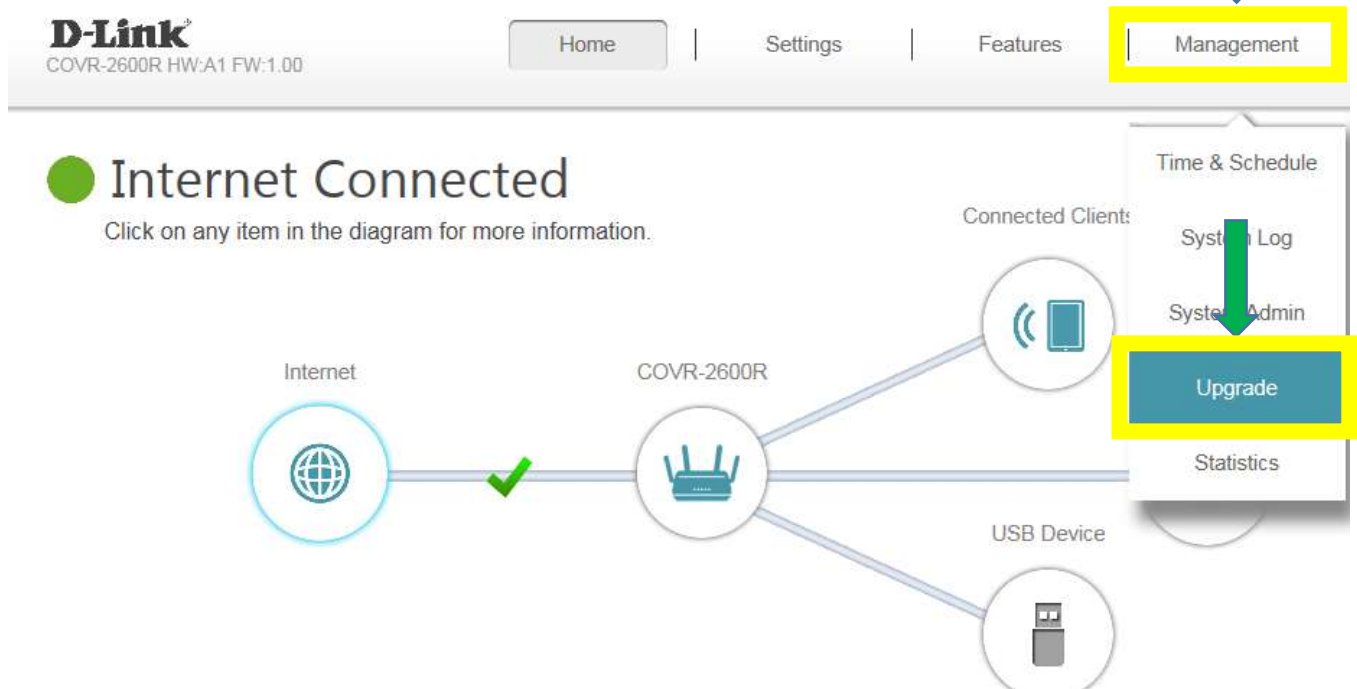 D-Link
COVR-2600R HW:A1 FW:1.00
Home
Settings
Features
Management
Time & Schedule
System Log
System Admin
Upgrade
Statistics
Internet Connected
Click on any item in the diagram for more information.
Connected Clients
Internet
COVR-2600R
USB Device